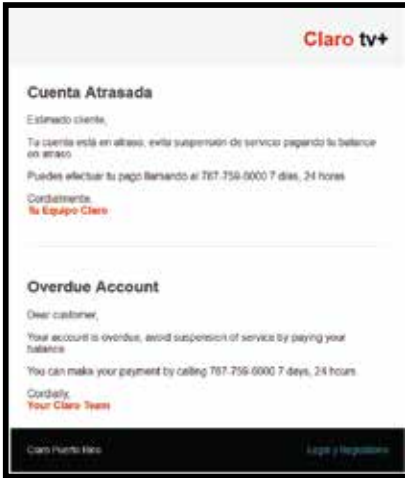 Claro tv+
Cuenta Atrasada
Estimado cliente,
Tu cuenta está en atraso, evita suspensión de servicio pagando tu balance
en atraso
Puedes efectuar tu pago llamando al 787-759-0000 7 días, 24 horas
Cordialmente,
Tu Equipo Claro
Overdue Account
Dear customer,
Your account is overdue, avoid suspension of service by paying your
balance
You can make your payment by calling 787-759-0000 7 days, 24 hours
Cordially,
Your Claro Team
Claro Puerto Rico
Legal y Regulatorio